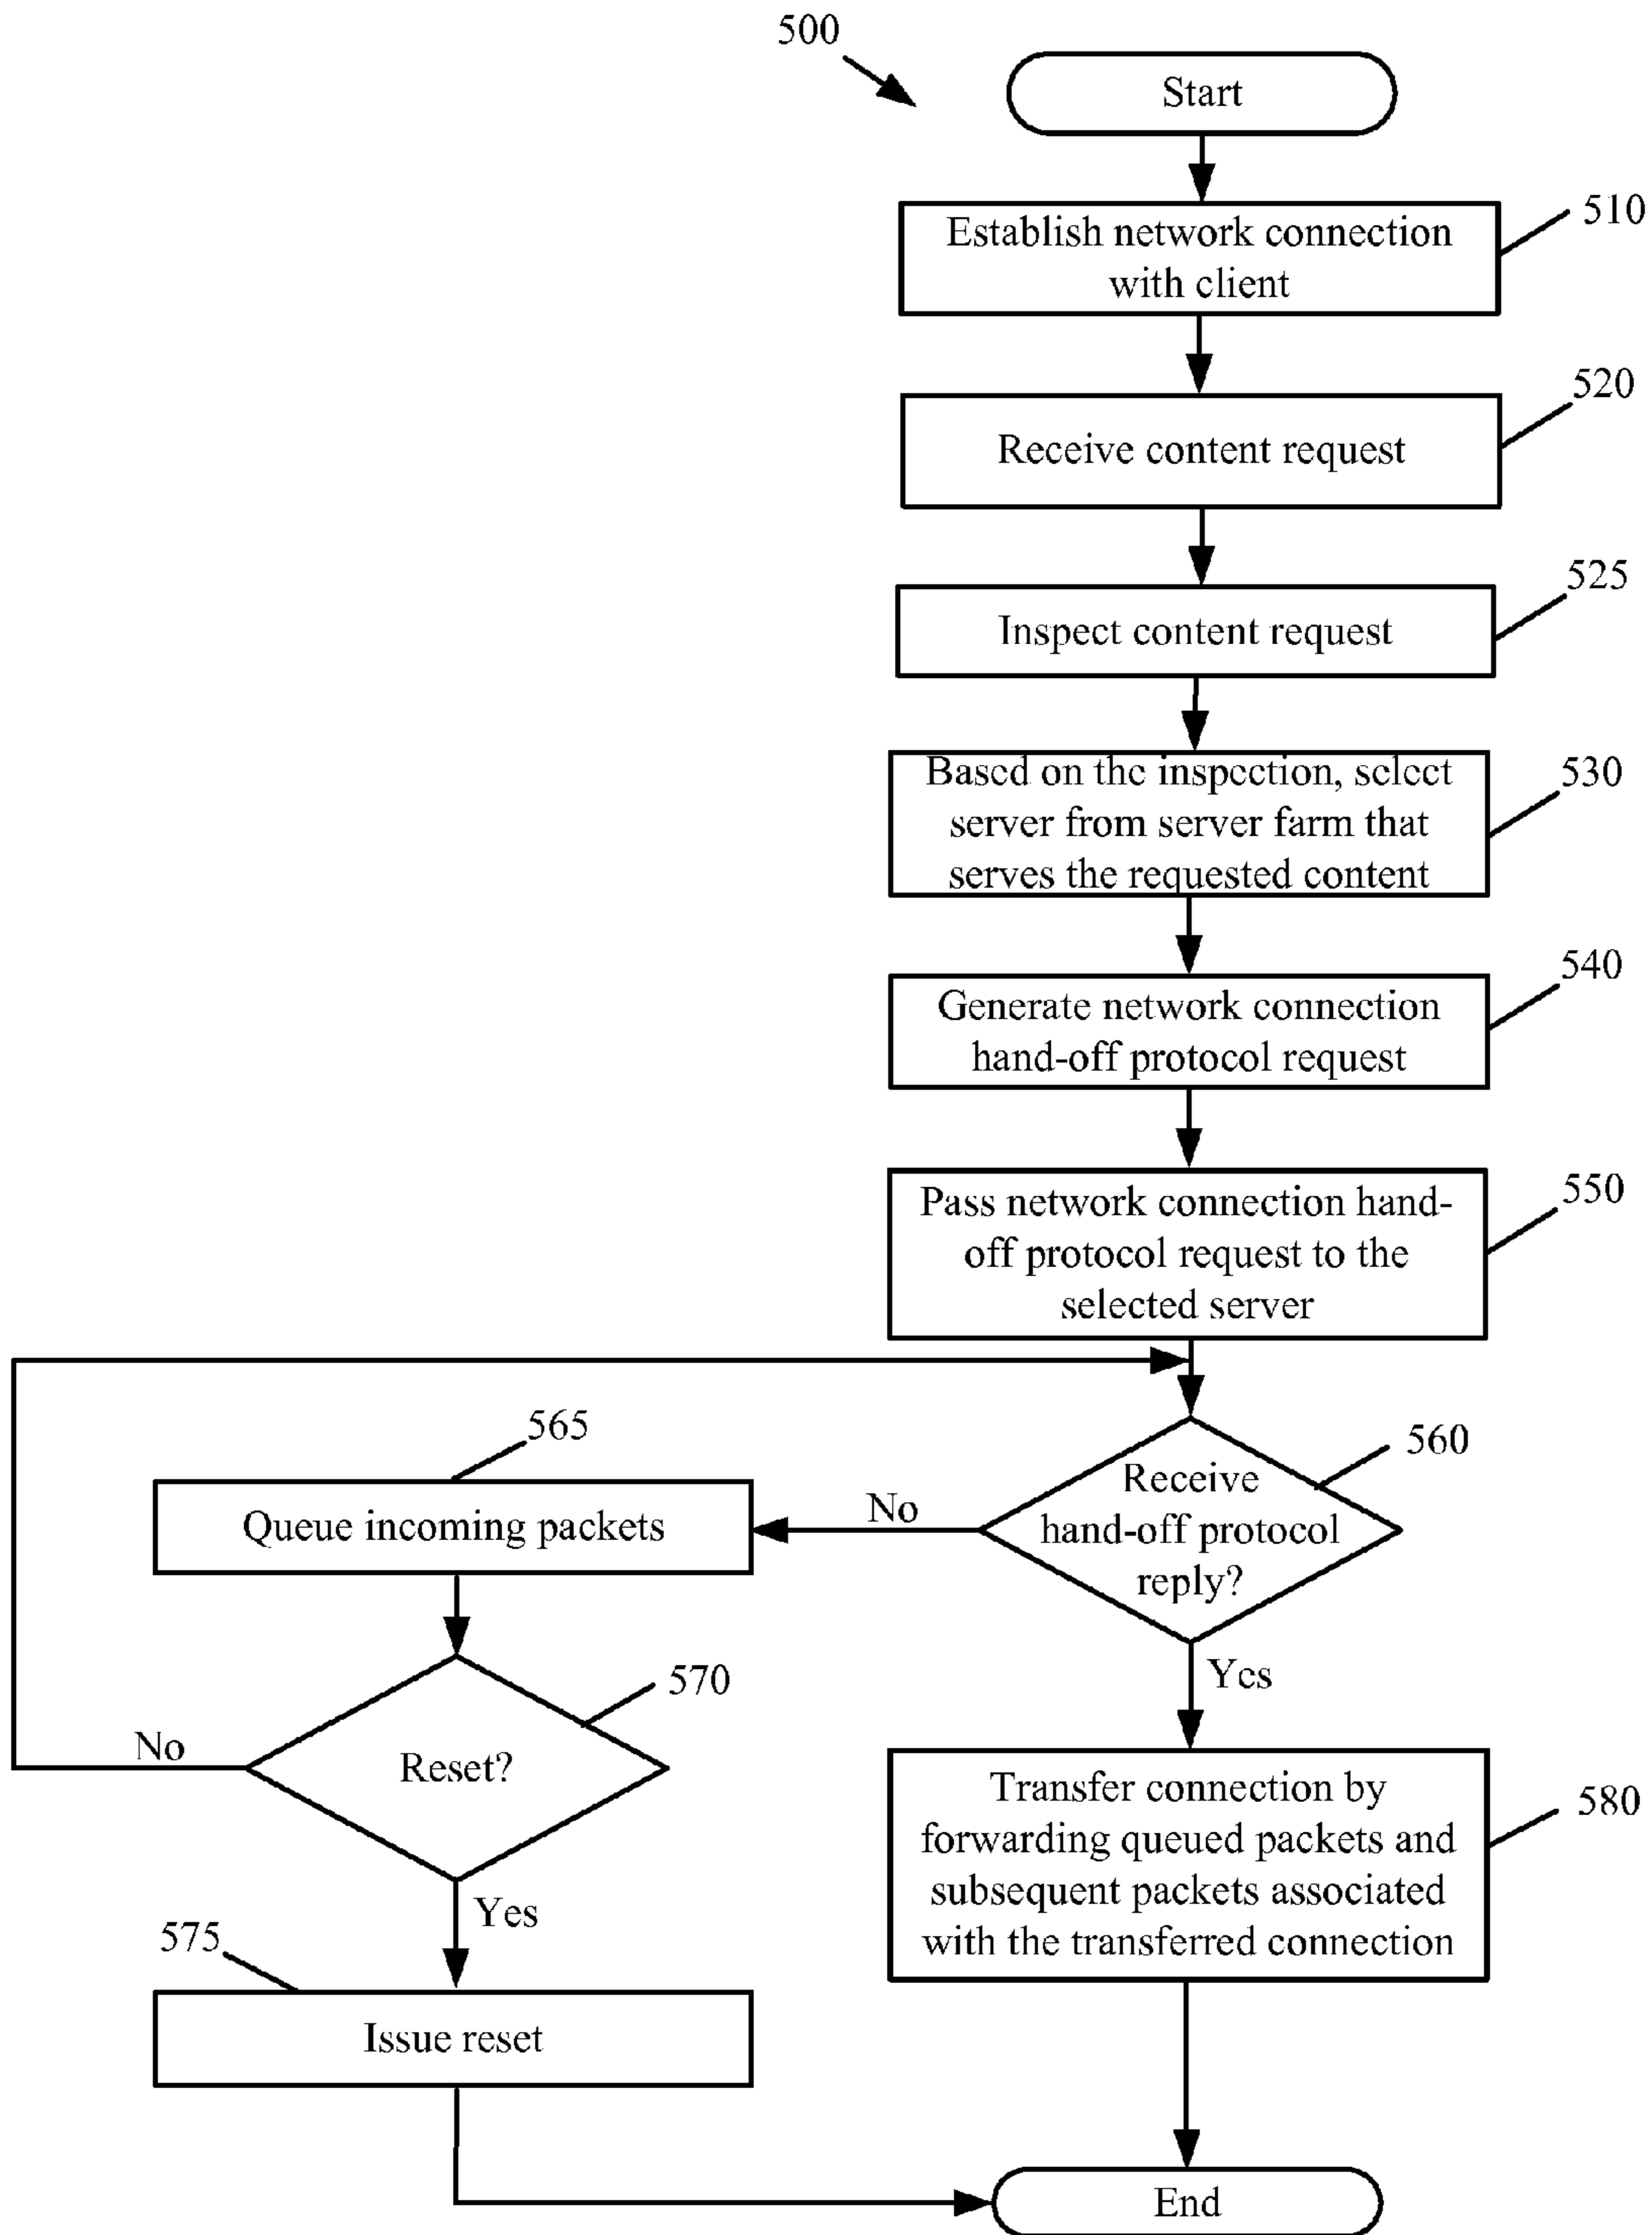 500
Start
510
Establish network connection
with client
520
Receive content request
525
Inspect content request
530
Based on the inspection, select
server from server farm that
serves the requested content
540
Generate network connection
hand-off protocol request
550
Pass network connection hand-
off protocol request to the
selected server
560
Receive
hand-off protocol
reply?
No
565
Queue incoming packets
Yes
570
Reset?
No
Yes
575
Issue reset
580
Transfer connection by
forwarding queued packets and
subsequent packets associated
with the transferred connection
End